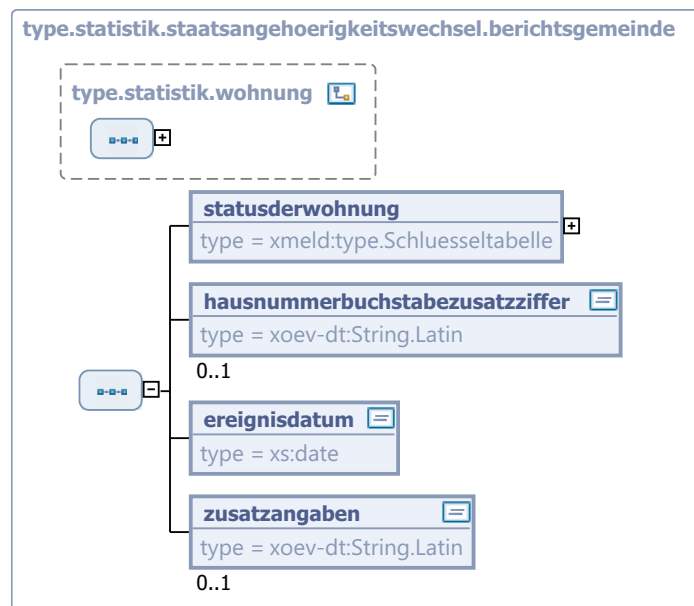 type.statistik.staatsangehoerigkeitswechsel.berichtsgemeinde
type.statistik.wohnung
statusderwohnung
type = xmeld:type.Schluesseltabelle
hausnummerbuchstabezusatzziffer
type = xoev-dt:String.Latin
0..1
ereignisdatum
type = xs:date
zusatzangaben
type = xoev-dt:String.Latin
0..1